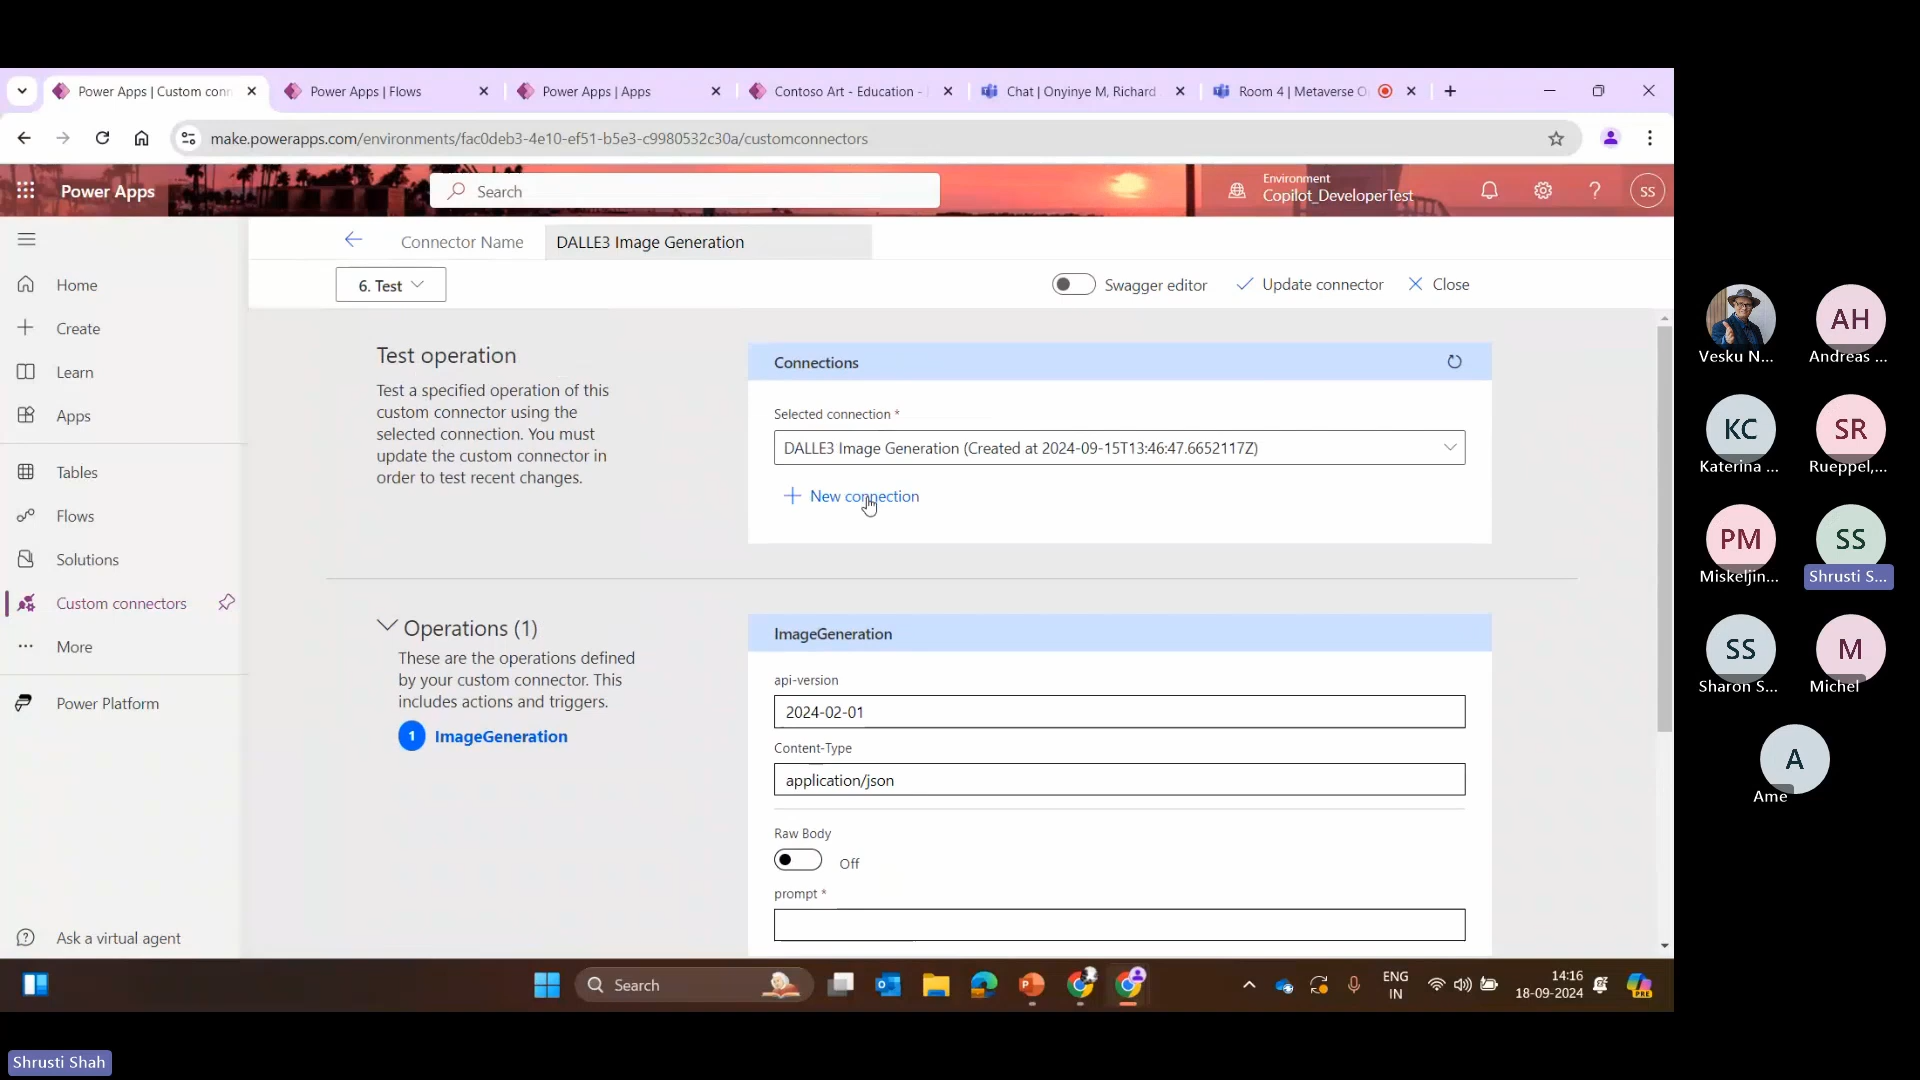 Power Apps | Custom conn
Power Apps | Flows
Power Apps | Apps
Contoso Art - Education -
Chat | Onyinye M, Richard
Room 4 | Metaverse O
make.powerapps.com/environments/fac0deb3-4e10-ef51-b5e3-c9980532c30a/customconnectors
Power Apps
Search
Environment
Copilot_DeveloperTest
SS
Connector Name
DALLE3 Image Generation
6. Test
Swagger editor
Update connector
Close
Home
Create
Learn
Apps
Tables
Flows
Solutions
Custom connectors
More
Power Platform
Ask a virtual agent
Test operation
Test a specified operation of this
custom connector using the
selected connection. You must
update the custom connector in
order to test recent changes.
Connections
Selected connection *
DALLE3 Image Generation (Created at 2024-09-15T13:46:47.6652117Z)
New connection
Operations (1)
These are the operations defined
by your custom connector. This
includes actions and triggers.
1 ImageGeneration
ImageGeneration
api-version
2024-02-01
Content-Type
application/json
Raw Body
Off
prompt *
Vesku N...
AH
Andreas ...
KC
Katerina ...
SR
Rueppel,...
PM
Miskeljin...
SS
Shrusti S...
SS
Sharon S...
M
Michel
A
Ame
Search
ENG
IN
14:16
18-09-2024
PRE
Shrusti Shah